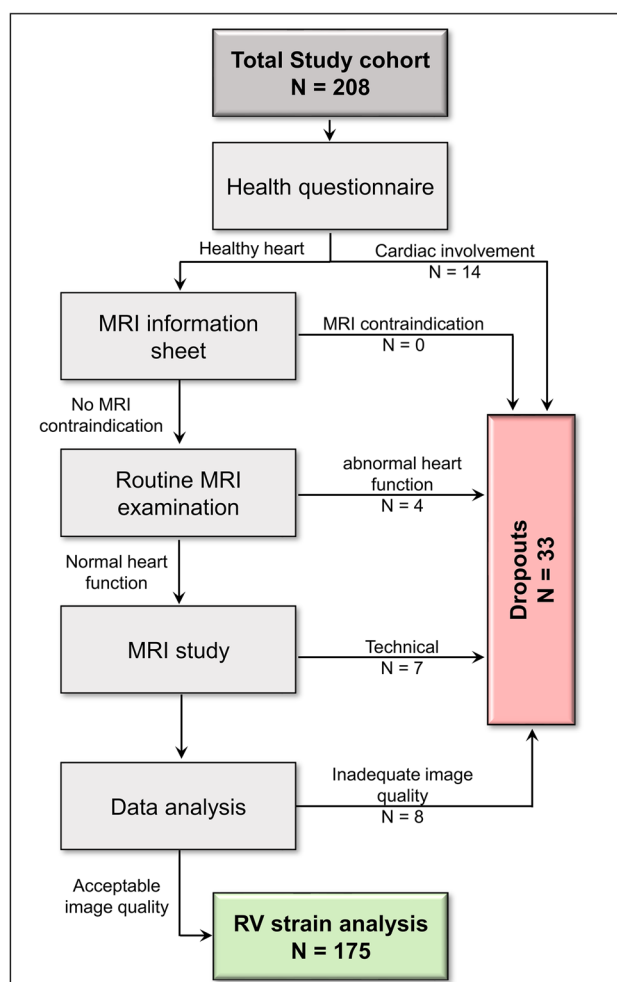 Total Study cohort
N = 208
Health questionnaire
Healthy heart
Cardiac involvement
N = 14
MRI information
sheet
MRI contraindication
N = 0
No MRI
contraindication
Routine MRI
examination
abnormal heart
function
N = 4
Dropouts
N = 33
Normal heart
function
MRI study
Technical
N = 7
Data analysis
Inadequate image
quality
N = 8
Acceptable
image quality
RV strain analysis
N = 175